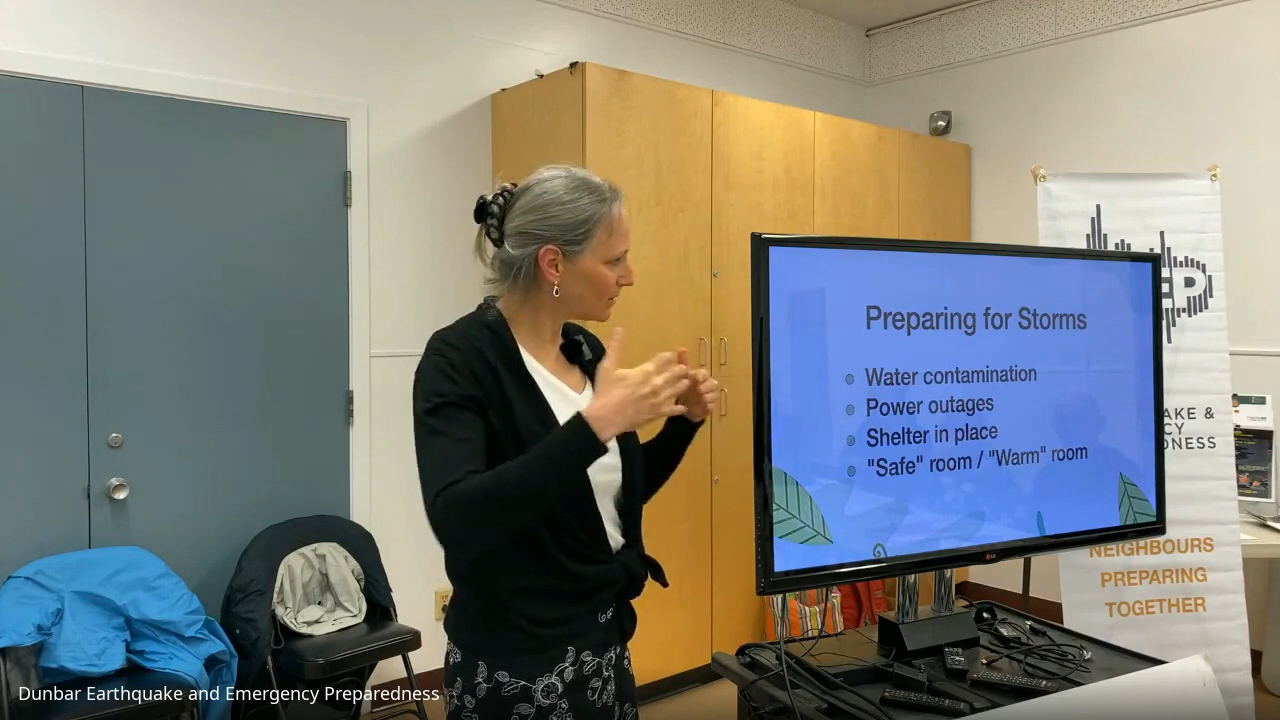 Preparing for Storms
Water contamination
Power outages
Shelter in place
"Safe" room / "Warm" room
LG
P
AKE &
CY
DNESS
NEIGHBOURS
PREPARING
TOGETHER
Dunbar Earthquake and Emergency Preparedness